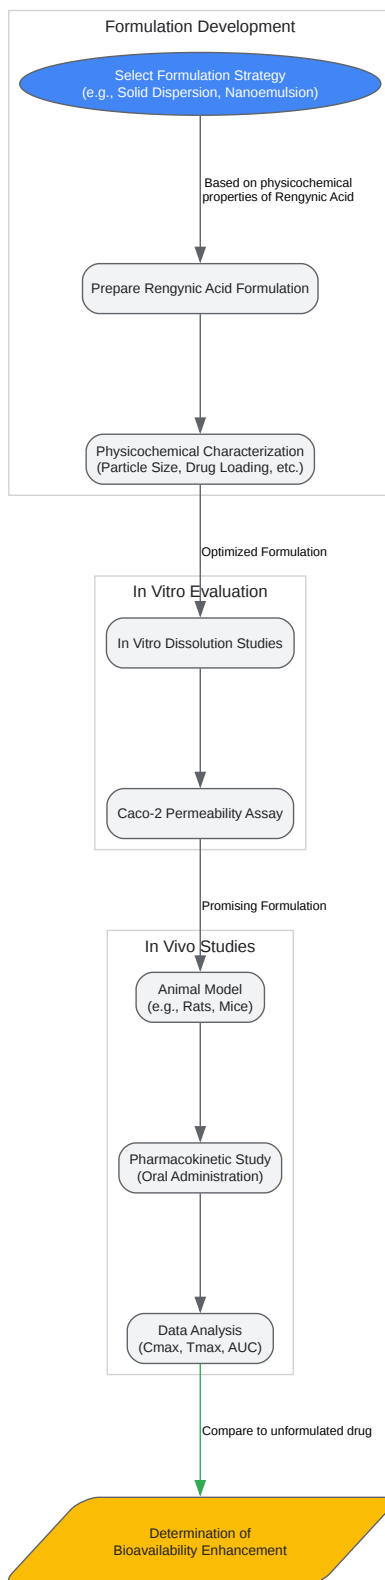 Formulation Development
Select Formulation Strategy
(e.g., Solid Dispersion, Nanoemulsion)
Based on physicochemical
properties of Rengynic Acid
Prepare Rengynic Acid Formulation
Physicochemical Characterization
(Particle Size, Drug Loading, etc.)
Optimized Formulation
In Vitro Evaluation
In Vitro Dissolution Studies
Caco-2 Permeability Assay
Promising Formulation
In Vivo Studies
Animal Model
(e.g., Rats, Mice)
Pharmacokinetic Study
(Oral Administration)
Data Analysis
(Cmax, Tmax, AUC)
Compare to unformulated drug
Determination of
Bioavailability Enhancement